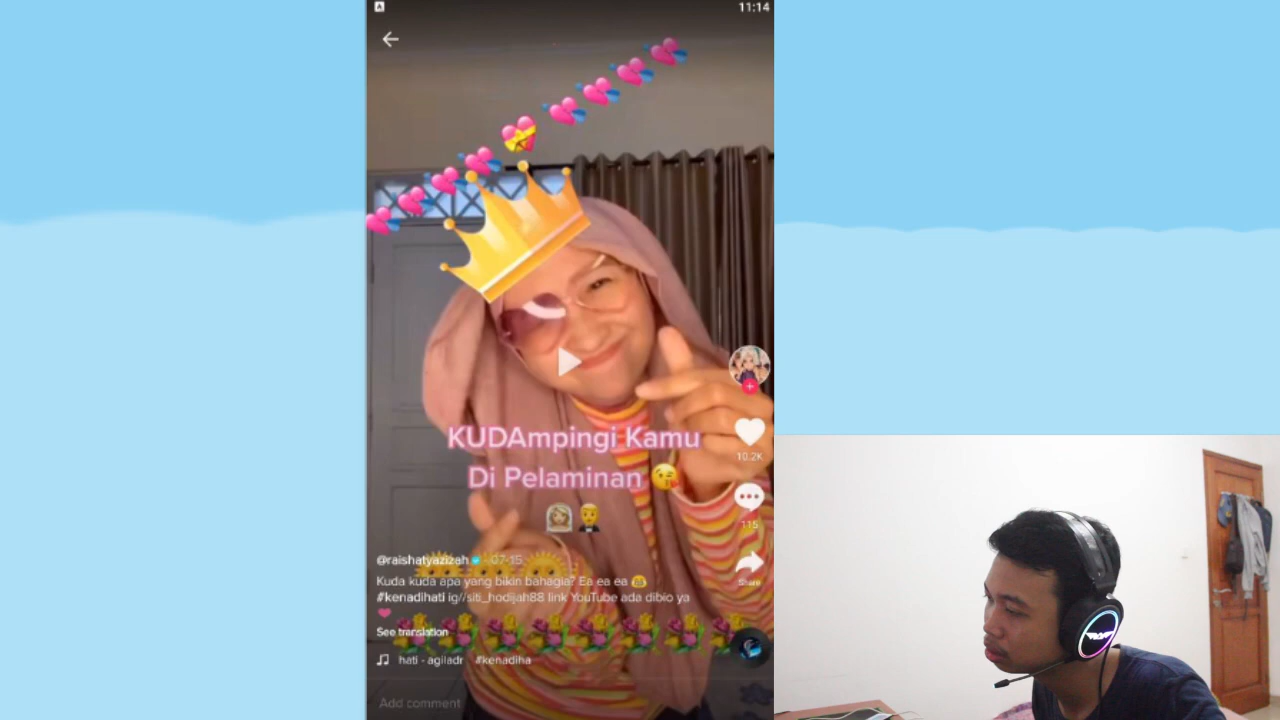 11:14
KUDAmpingi Kamu
Di Pelaminan 😘
10.2K
115
Share
@raishatyazizah · 07-15
Kuda kuda apa yang bikin bahagia? Ea ea ea
#kenadihati ig//siti_hodijah88 link YouTube ada dibio ya
See translation
hati - agiladr #kenadiha
Add comment